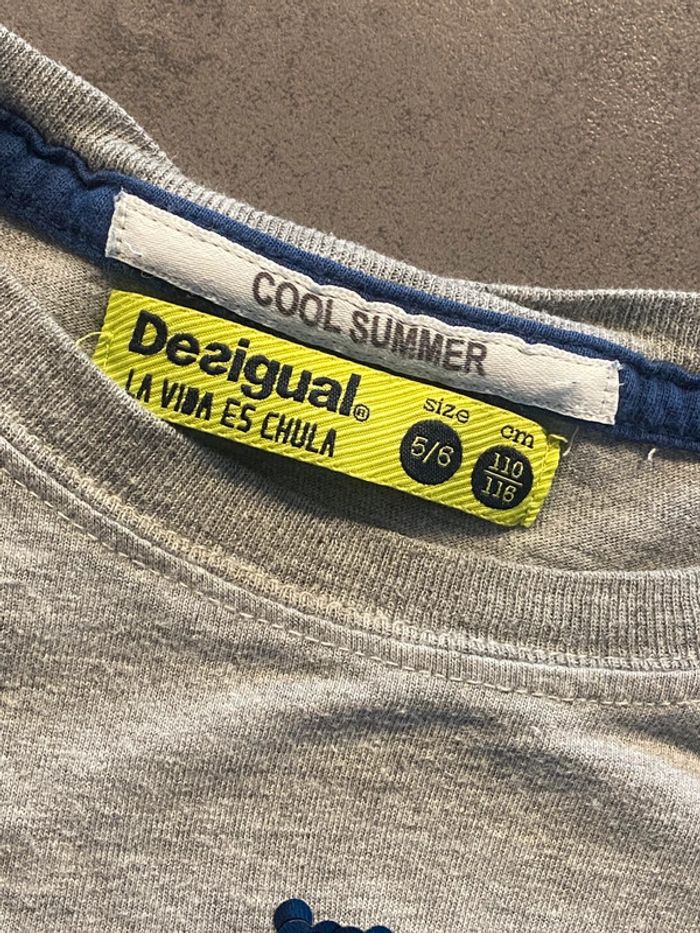 COOL SUMMER
Desigual®
LA VIDA ES CHULA
size
5/6
cm
110
116